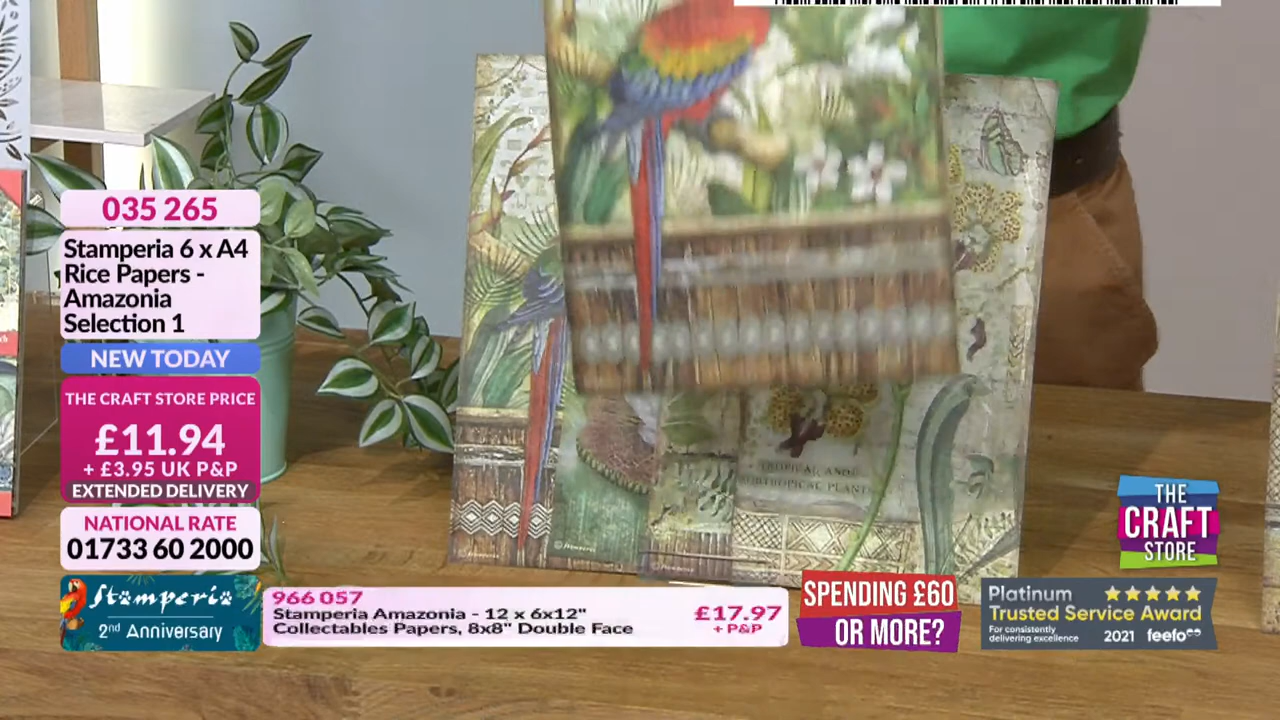 035 265
Stamperia 6 x A4
Rice Papers -
Amazonia
Selection 1
NEW TODAY
THE CRAFT STORE PRICE
£11.94
+ £3.95 UK P&P
EXTENDED DELIVERY
NATIONAL RATE
01733 60 2000
Stamperia
2nd Anniversary
966 057
Stamperia Amazonia - 12 x 6x12"
Collectables Papers, 8x8" Double Face
£17.97
+ P&P
SPENDING £60
OR MORE?
Platinum
Trusted Service Award
For consistently
delivering excellence
2021 feefo
THE
CRAFT
STORE
TROPICAL AND
SUBTROPICAL PLANT